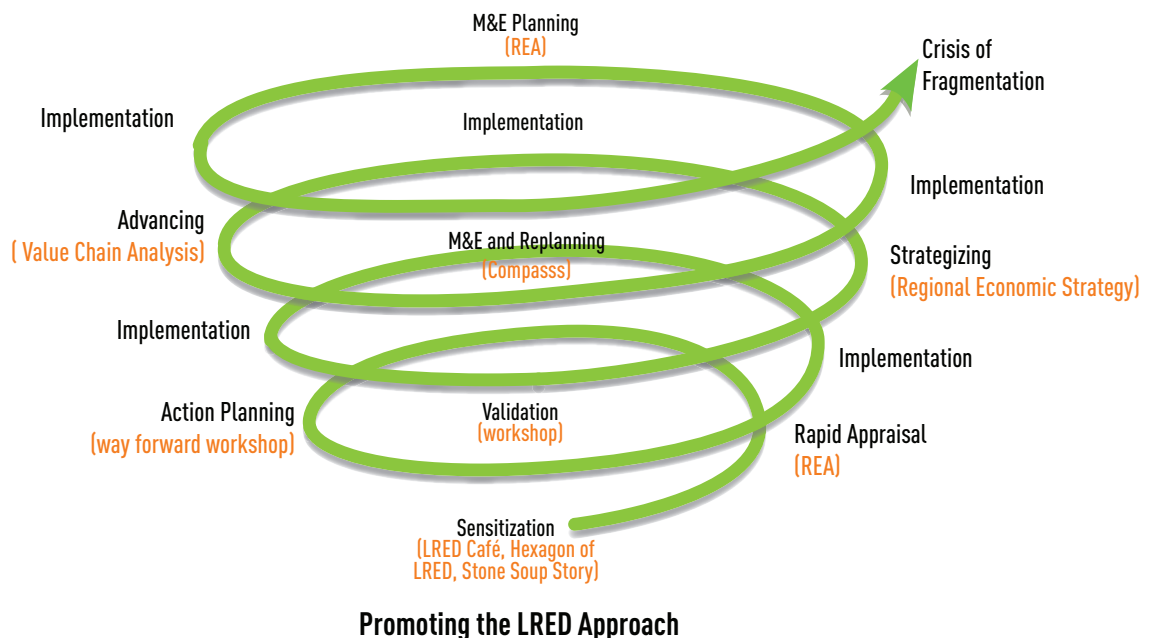 M&E Planning
(REA)
Crisis of
Fragmentation
Implementation
Implementation
Implementation
Advancing
( Value Chain Analysis)
M&E and Replanning
(Compasss)
Strategizing
(Regional Economic Strategy)
Implementation
Implementation
Action Planning
(way forward workshop)
Validation
(workshop)
Rapid Appraisal
(REA)
Sensitization
(LRED Café, Hexagon of
LRED, Stone Soup Story)
Promoting the LRED Approach